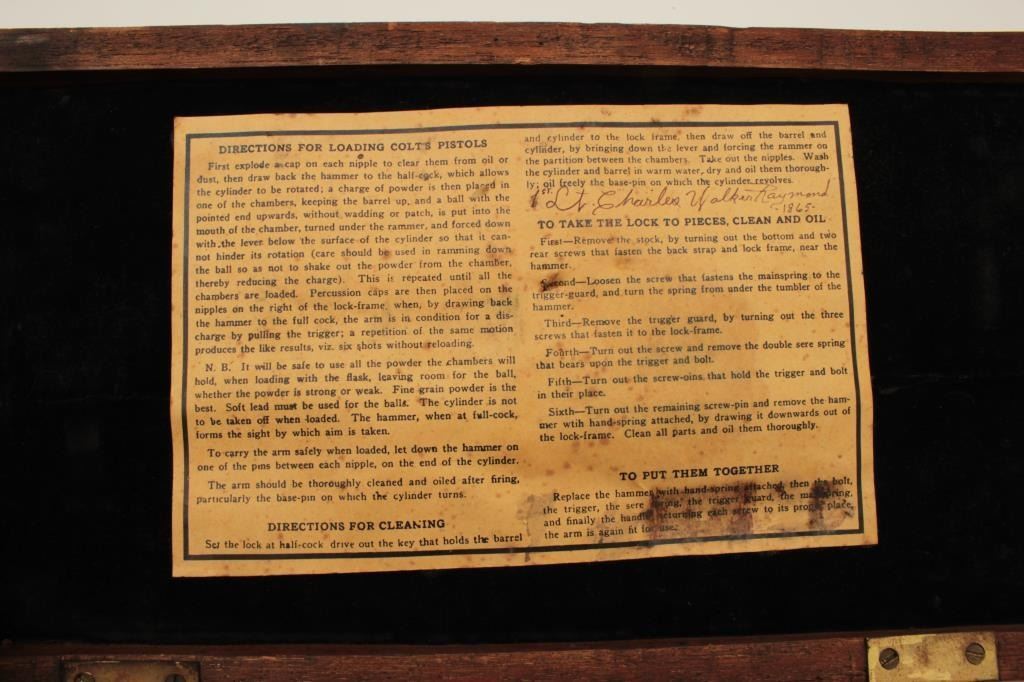 DIRECTIONS FOR LOADING COLT'S PISTOLS
First explode a cap on each nipple to clear them from oil or
dust, then draw back the hammer to the half-cock, which allows
the cylinder to be rotated; a charge of powder is then placed in
one of the chambers, keeping the barrel up, and a ball with the
pointed end upwards, without wadding or patch, is put into the
mouth of the chamber, turned under the rammer, and forced down
with the lever below the surface of the cylinder so that it can-
not hinder its rotation (care should be used in ramming down
the ball so as not to shake out the powder from the chamber,
thereby reducing the charge). This is repeated until all the
chambers are loaded. Percussion caps are then placed on the
nipples on the right of the lock-frame, when, by drawing back
the hammer to the full cock, the arm is in condition for a dis-
charge by pulling the trigger; a repetition of the same motion
produces the like results, viz. six shots without reloading.
N. B. It will be safe to use all the powder the chambers will
hold, when loading with the flask, leaving room for the ball,
whether the powder is strong or weak. Fine grain powder is the
best. Soft lead must be used for the balls. The cylinder is not
to be taken off when loaded. The hammer, when at full-cock,
forms the sight by which aim is taken.
To carry the arm safely when loaded, let down the hammer on
one of the pins between each nipple, on the end of the cylinder.
The arm should be thoroughly cleaned and oiled after firing,
particularly the base-pin on which the cylinder turns.
DIRECTIONS FOR CLEANING
Set the lock at half-cock drive out the key that holds the barrel
and cylinder to the lock frame, then draw off the barrel and
cylinder, by bringing down the lever and forcing the rammer on
the partition between the chambers. Take out the nipples. Wash
the cylinder and barrel in warm water, dry and oil them thorough-
ly; oil freely the base-pin on which the cylinder revolves.
1st. Lt. Charles Walker Raymond
-1865-
TO TAKE THE LOCK TO PIECES, CLEAN AND OIL
First—Remove the stock, by turning out the bottom and two
rear screws that fasten the back strap and lock frame, near the
hammer.
Second—Loosen the screw that fastens the mainspring to the
trigger-guard, and turn the spring from under the tumbler of the
hammer.
Third—Remove the trigger guard, by turning out the three
screws that fasten it to the lock-frame.
Fourth—Turn out the screw and remove the double sere spring
that bears upon the trigger and bolt.
Fifth—Turn out the screw-oins that hold the trigger and bolt
in their place.
Sixth—Turn out the remaining screw-pin and remove the ham-
mer wtih hand-spring attached, by drawing it downwards out of
the lock-frame. Clean all parts and oil them thoroughly.
TO PUT THEM TOGETHER
Replace the hammer with hand-spring attached, then the bolt,
the trigger, the sere spring, the trigger guard, the mainspring,
and finally the handle returning each screw to its proper place,
the arm is again fit for use.